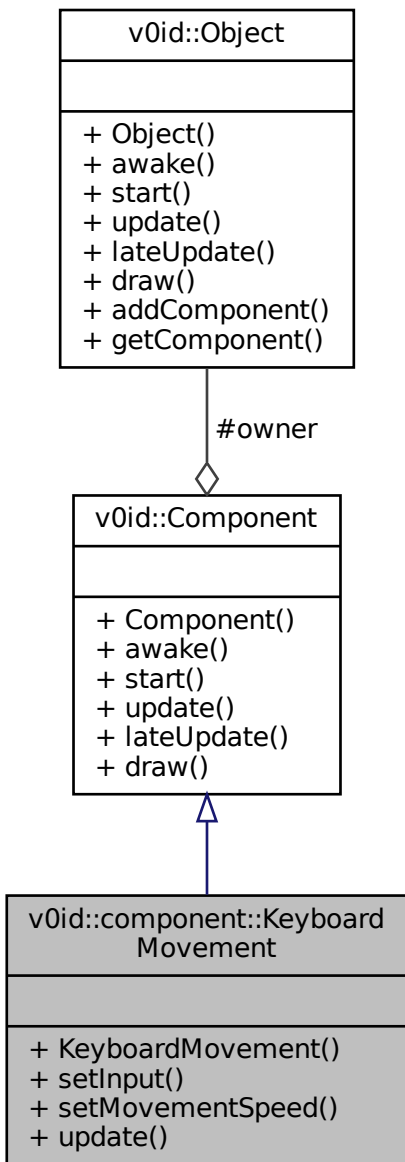 v0id::Object
+ Object()
+ awake()
+ start()
+ update()
+ lateUpdate()
+ draw()
+ addComponent()
+ getComponent()
#owner
v0id::Component
+ Component()
+ awake()
+ start()
+ update()
+ lateUpdate()
+ draw()
v0id::component::Keyboard
Movement
+ KeyboardMovement()
+ setInput()
+ setMovementSpeed()
+ update()